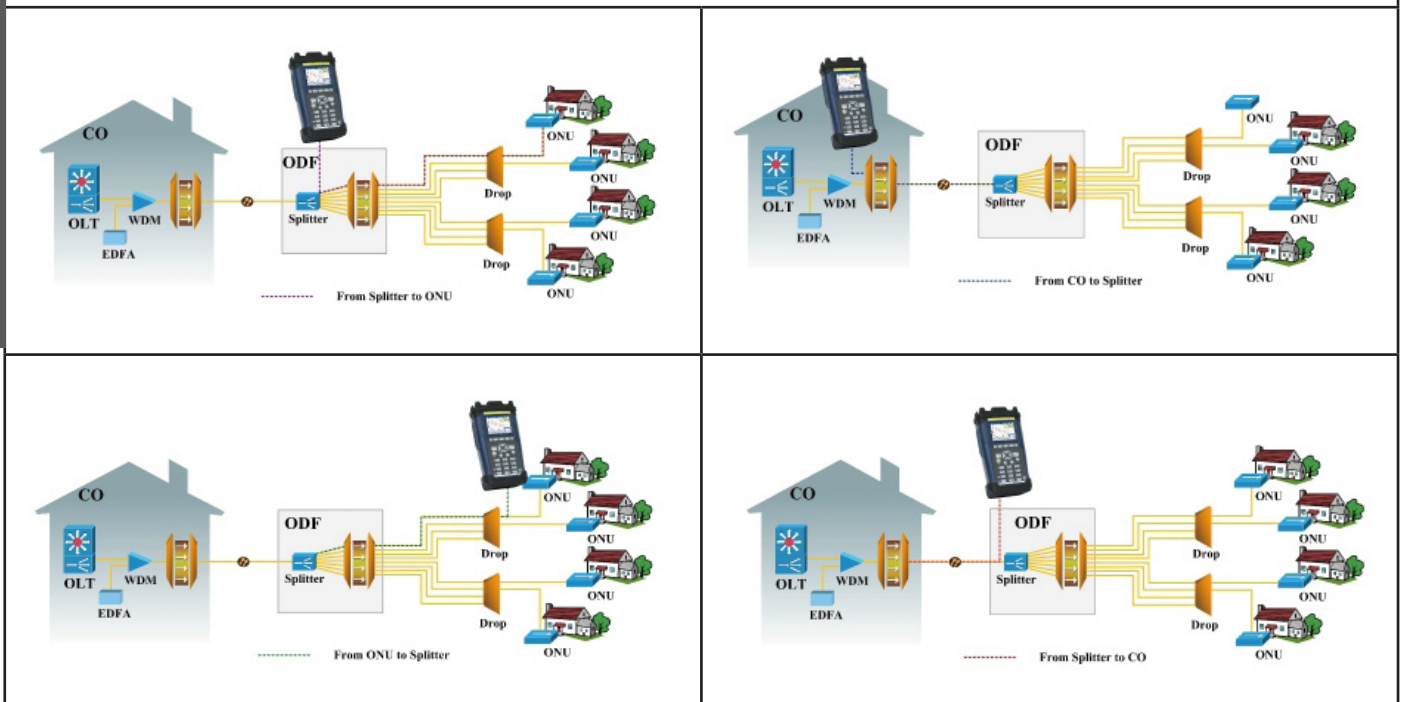 CO
ODF
OLT
WDM
EDFA
Splitter
Drop
Drop
ONU
ONU
ONU
ONU
From Splitter to ONU
CO
ODF
OLT
WDM
EDFA
Splitter
Drop
Drop
ONU
ONU
ONU
ONU
From CO to Splitter
CO
ODF
OLT
WDM
EDFA
Splitter
Drop
Drop
ONU
ONU
ONU
ONU
From ONU to Splitter
CO
ODF
OLT
WDM
EDFA
Splitter
Drop
Drop
ONU
ONU
ONU
ONU
From Splitter to CO